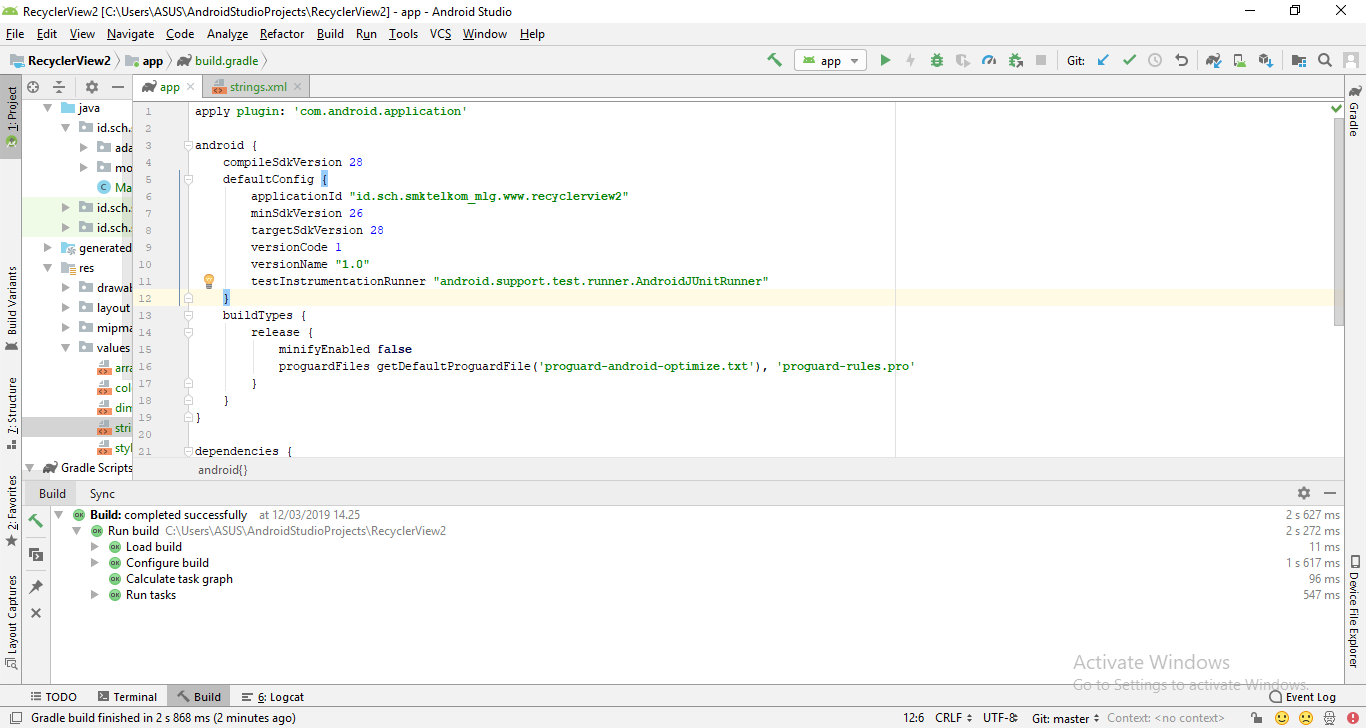 RecyclerView2 [C:\Users\ASUS\AndroidStudioProjects\RecyclerView2] - app - Android Studio
File Edit View Navigate Code Analyze Refactor Build Run Tools VCS Window Help
RecyclerView2 app build.gradle app Git:
1: Project
Build Variants
7: Structure
2: Favorites
Layout Captures
java
id.sch.
ada
mo
Ma
id.sch.
id.sch.
generated
res
drawab
layout
mipma
values
arra
col
dim
stri
styl
Gradle Scripts
app strings.xml
1 apply plugin: 'com.android.application'
2
3 android {
4 compileSdkVersion 28
5 defaultConfig {
6 applicationId "id.sch.smktelkom_mlg.www.recyclerview2"
7 minSdkVersion 26
8 targetSdkVersion 28
9 versionCode 1
10 versionName "1.0"
11 testInstrumentationRunner "android.support.test.runner.AndroidJUnitRunner"
12 }
13 buildTypes {
14 release {
15 minifyEnabled false
16 proguardFiles getDefaultProguardFile('proguard-android-optimize.txt'), 'proguard-rules.pro'
17 }
18 }
19 }
20
21 dependencies {
android{}
Gradle
Device File Explorer
Build Sync
Build: completed successfully at 12/03/2019 14.25 2 s 627 ms
Run build C:\Users\ASUS\AndroidStudioProjects\RecyclerView2 2 s 272 ms
Load build 11 ms
Configure build 1 s 617 ms
Calculate task graph 96 ms
Run tasks 547 ms
Activate Windows
Go to Settings to activate Windows.
TODO Terminal Build 6: Logcat Event Log
Gradle build finished in 2 s 868 ms (2 minutes ago) 12:6 CRLF UTF-8 Git: master Context: <no context>